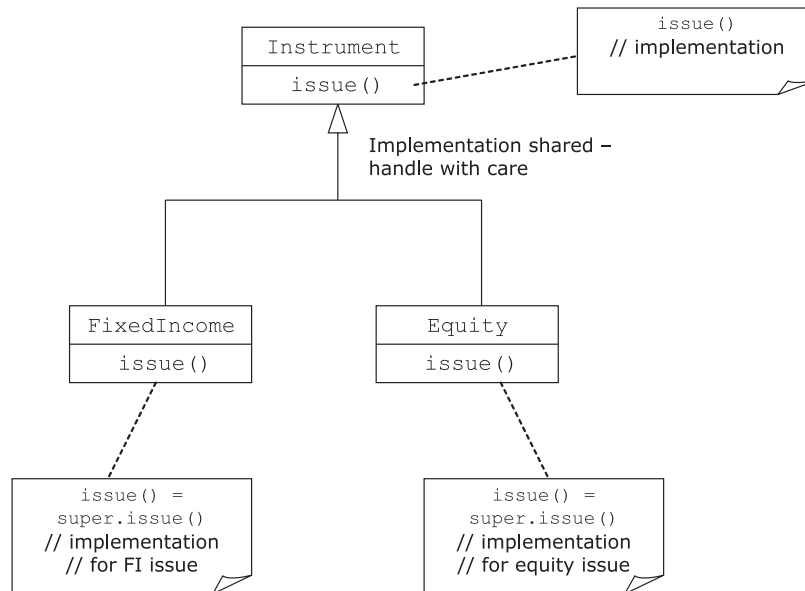 Instrument
issue()
issue()
// implementation
Implementation shared –
handle with care
FixedIncome
issue()
Equity
issue()
issue() =
super.issue()
// implementation
// for FI issue
issue() =
super.issue()
// implementation
// for equity issue